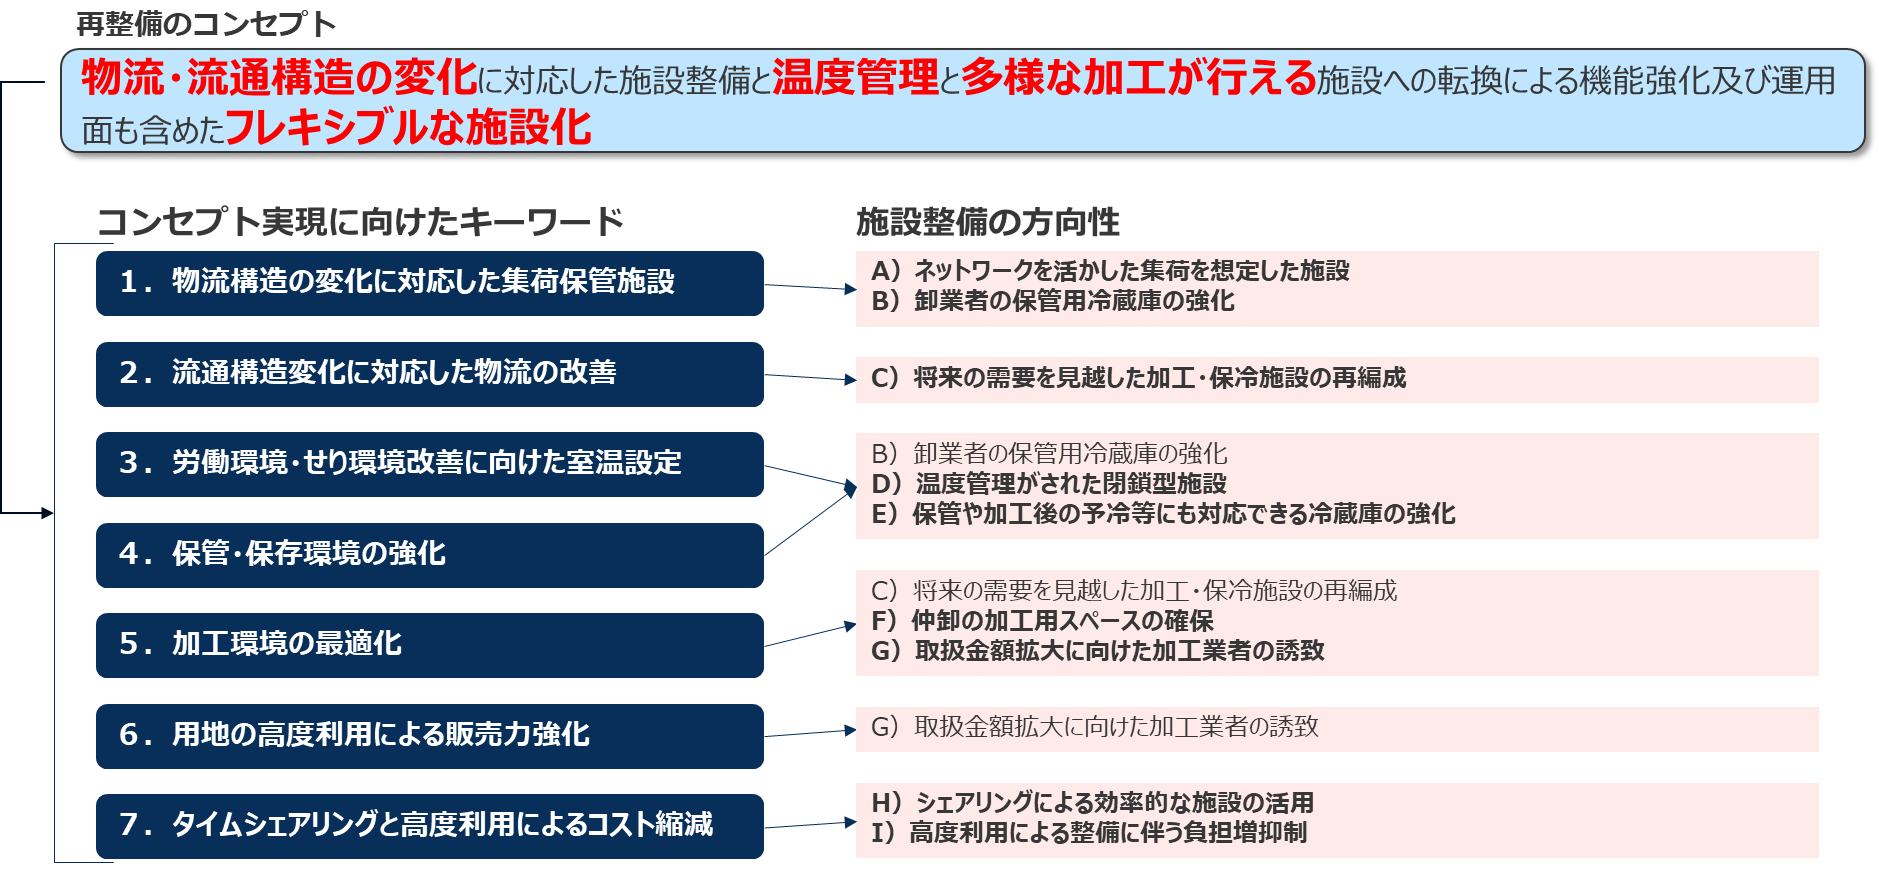 再整備のコンセプト
物流・流通構造の変化に対応した施設整備と温度管理と多様な加工が行える施設への転換による機能強化及び運用
面も含めたフレキシブルな施設化
コンセプト実現に向けたキーワード
１．物流構造の変化に対応した集荷保管施設
２．流通構造変化に対応した物流の改善
３．労働環境・せり環境改善に向けた室温設定
４．保管・保存環境の強化
５．加工環境の最適化
６．用地の高度利用による販売力強化
７．タイムシェアリングと高度利用によるコスト縮減
施設整備の方向性
A）ネットワークを活かした集荷を想定した施設
B）卸業者の保管用冷蔵庫の強化
C）将来の需要を見越した加工・保冷施設の再編成
B）卸業者の保管用冷蔵庫の強化
D）温度管理がされた閉鎖型施設
E）保管や加工後の予冷等にも対応できる冷蔵庫の強化
C）将来の需要を見越した加工・保冷施設の再編成
F）仲卸の加工用スペースの確保
G）取扱金額拡大に向けた加工業者の誘致
G）取扱金額拡大に向けた加工業者の誘致
H）シェアリングによる効率的な施設の活用
I）高度利用による整備に伴う負担増抑制